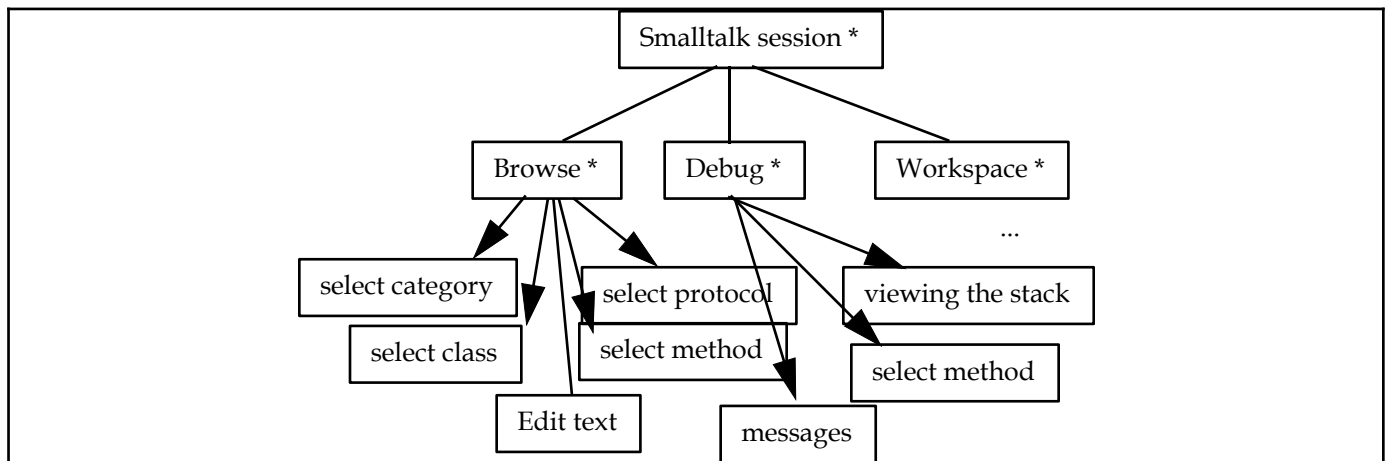 Smalltalk session *
Browse *
Debug *
Workspace *
...
select category
select protocol
viewing the stack
select class
select method
select method
Edit text
messages